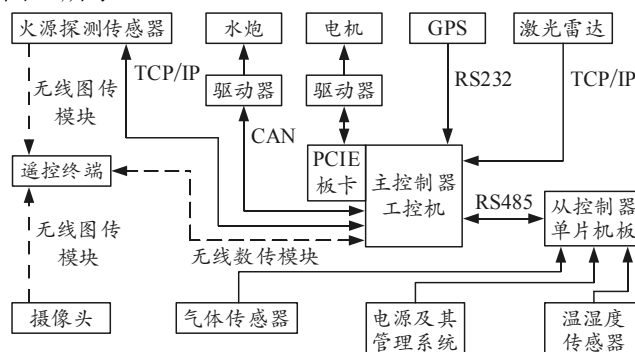 火源探测传感器
水炮
电机
GPS
激光雷达
TCP/IP
RS232
TCP/IP
无线图传
模块
驱动器
驱动器
CAN
PCIE
板卡
主控制器
工控机
遥控终端
RS485
从控制器
单片机板
无线图传
模块
无线数传模块
摄像头
气体传感器
电源及其
管理系统
温湿度
传感器